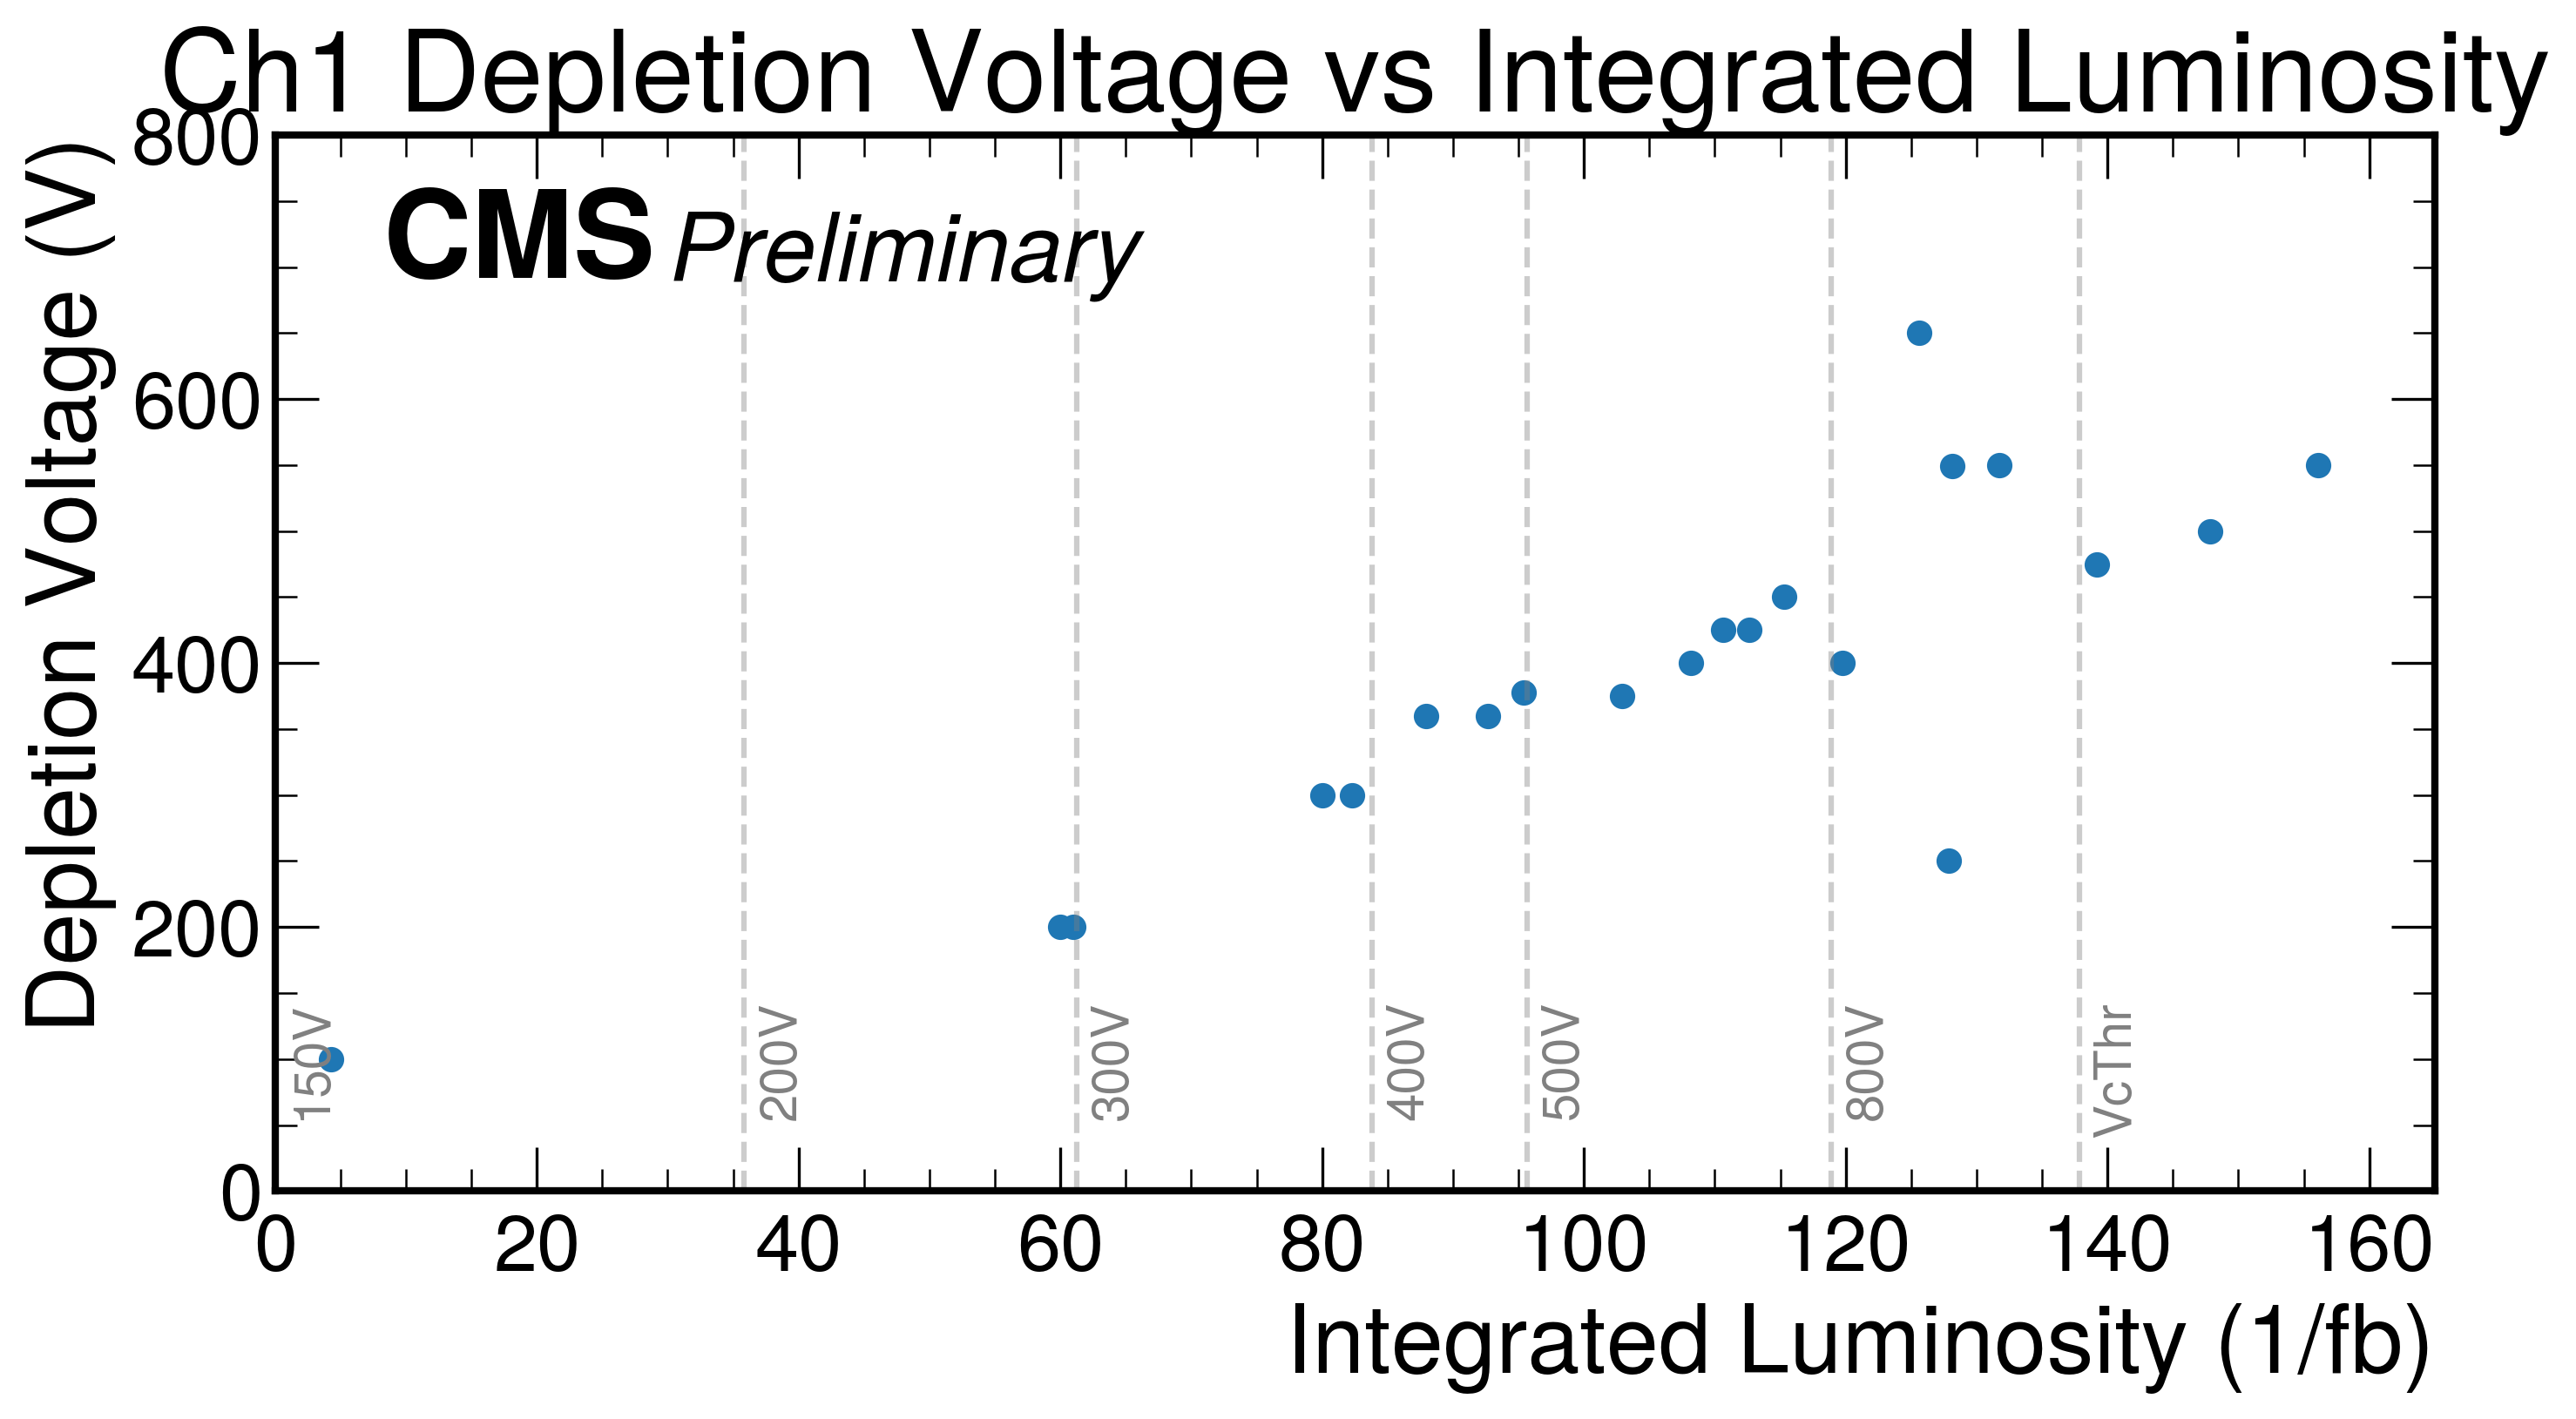 Ch1 Depletion Voltage vs Integrated Luminosity
CMS Preliminary
Depletion Voltage (V)
800
600
400
200
0
150V
200V
300V
400V
500V
800V
VcThr
0 20 40 60 80 100 120 140 160
Integrated Luminosity (1/fb)